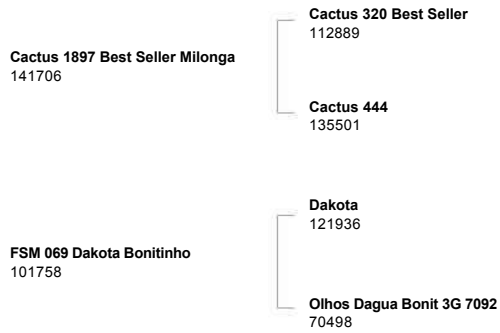 Cactus 320 Best Seller
112889
Cactus 1897 Best Seller Milonga
141706
Cactus 444
135501
Dakota
121936
FSM 069 Dakota Bonitinho
101758
Olhos Dagua Bonit 3G 7092
70498